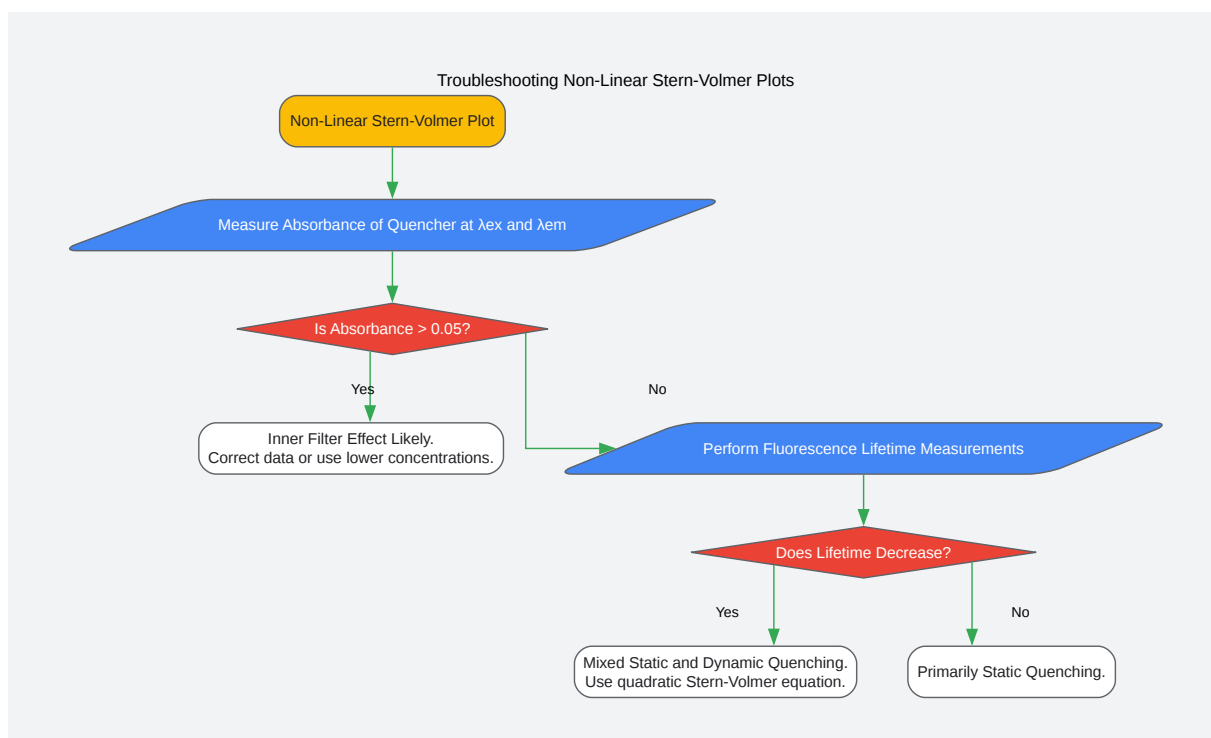 Troubleshooting Non-Linear Stern-Volmer Plots
Non-Linear Stern-Volmer Plot
Measure Absorbance of Quencher at λex and λem
Is Absorbance > 0.05?
Yes
No
Inner Filter Effect Likely.
Correct data or use lower concentrations.
Perform Fluorescence Lifetime Measurements
Does Lifetime Decrease?
Yes
No
Mixed Static and Dynamic Quenching.
Use quadratic Stern-Volmer equation.
Primarily Static Quenching.